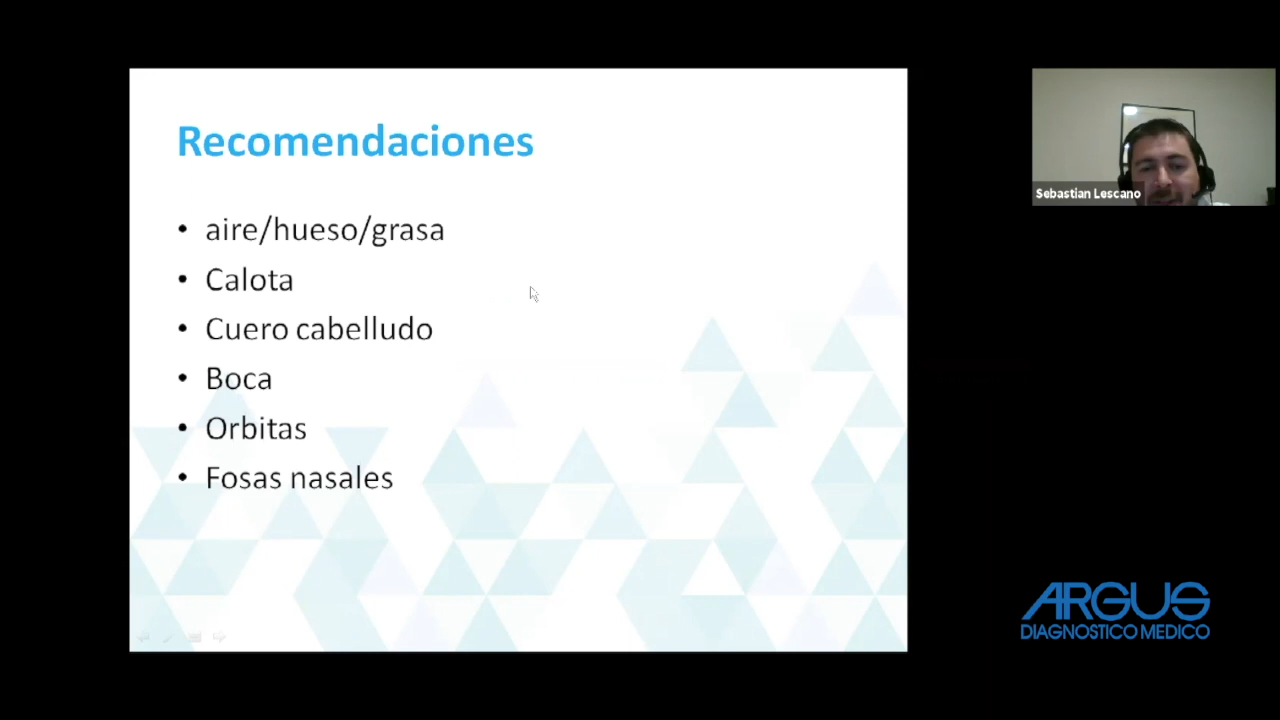 Recomendaciones
• aire/hueso/grasa
• Calota
• Cuero cabelludo
• Boca
• Orbitas
• Fosas nasales
Sebastian Lescano
ARGUS
DIAGNOSTICO MEDICO